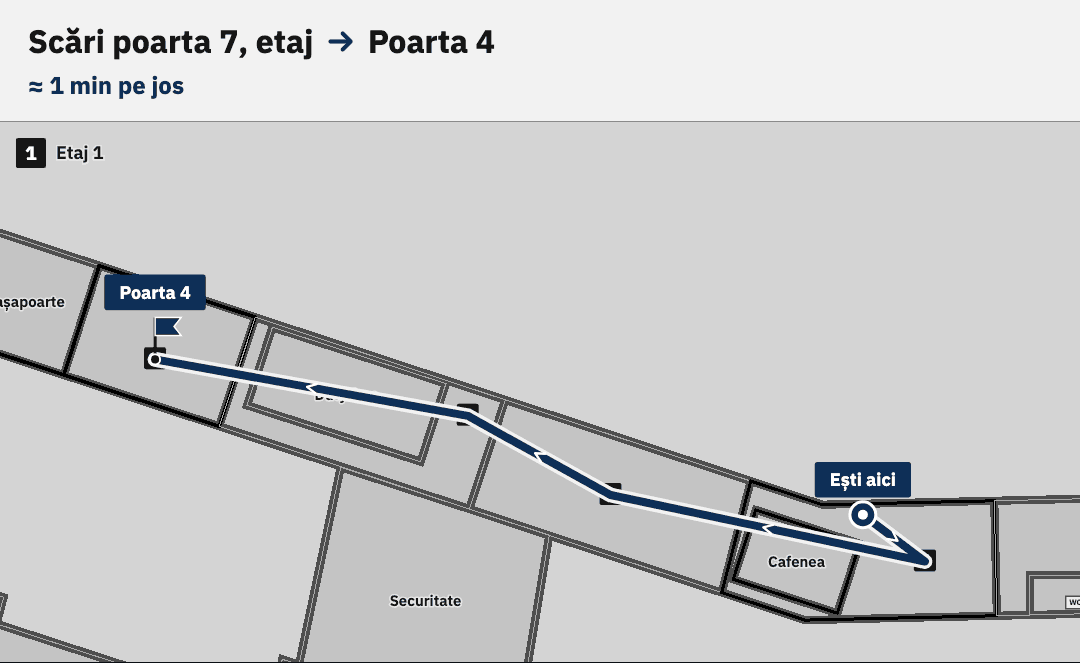 Scări poarta 7, etaj → Poarta 4
≈ 1 min pe jos
1 Etaj 1
Poarta 4
Ești aici
Cafenea
Securitate